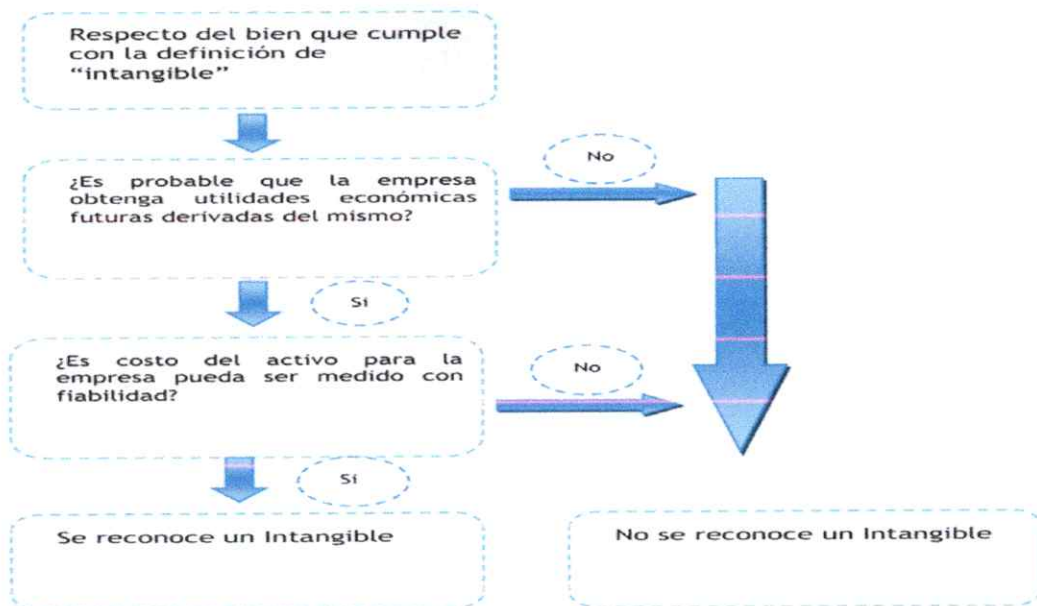 Respecto del bien que cumple
con la definición de
“intangible”
No
¿Es probable que la empresa
obtenga utilidades económicas
futuras derivadas del mismo?
Sí
¿Es costo del activo para la
empresa pueda ser medido con
fiabilidad?
No
Sí
Se reconoce un Intangible
No se reconoce un Intangible